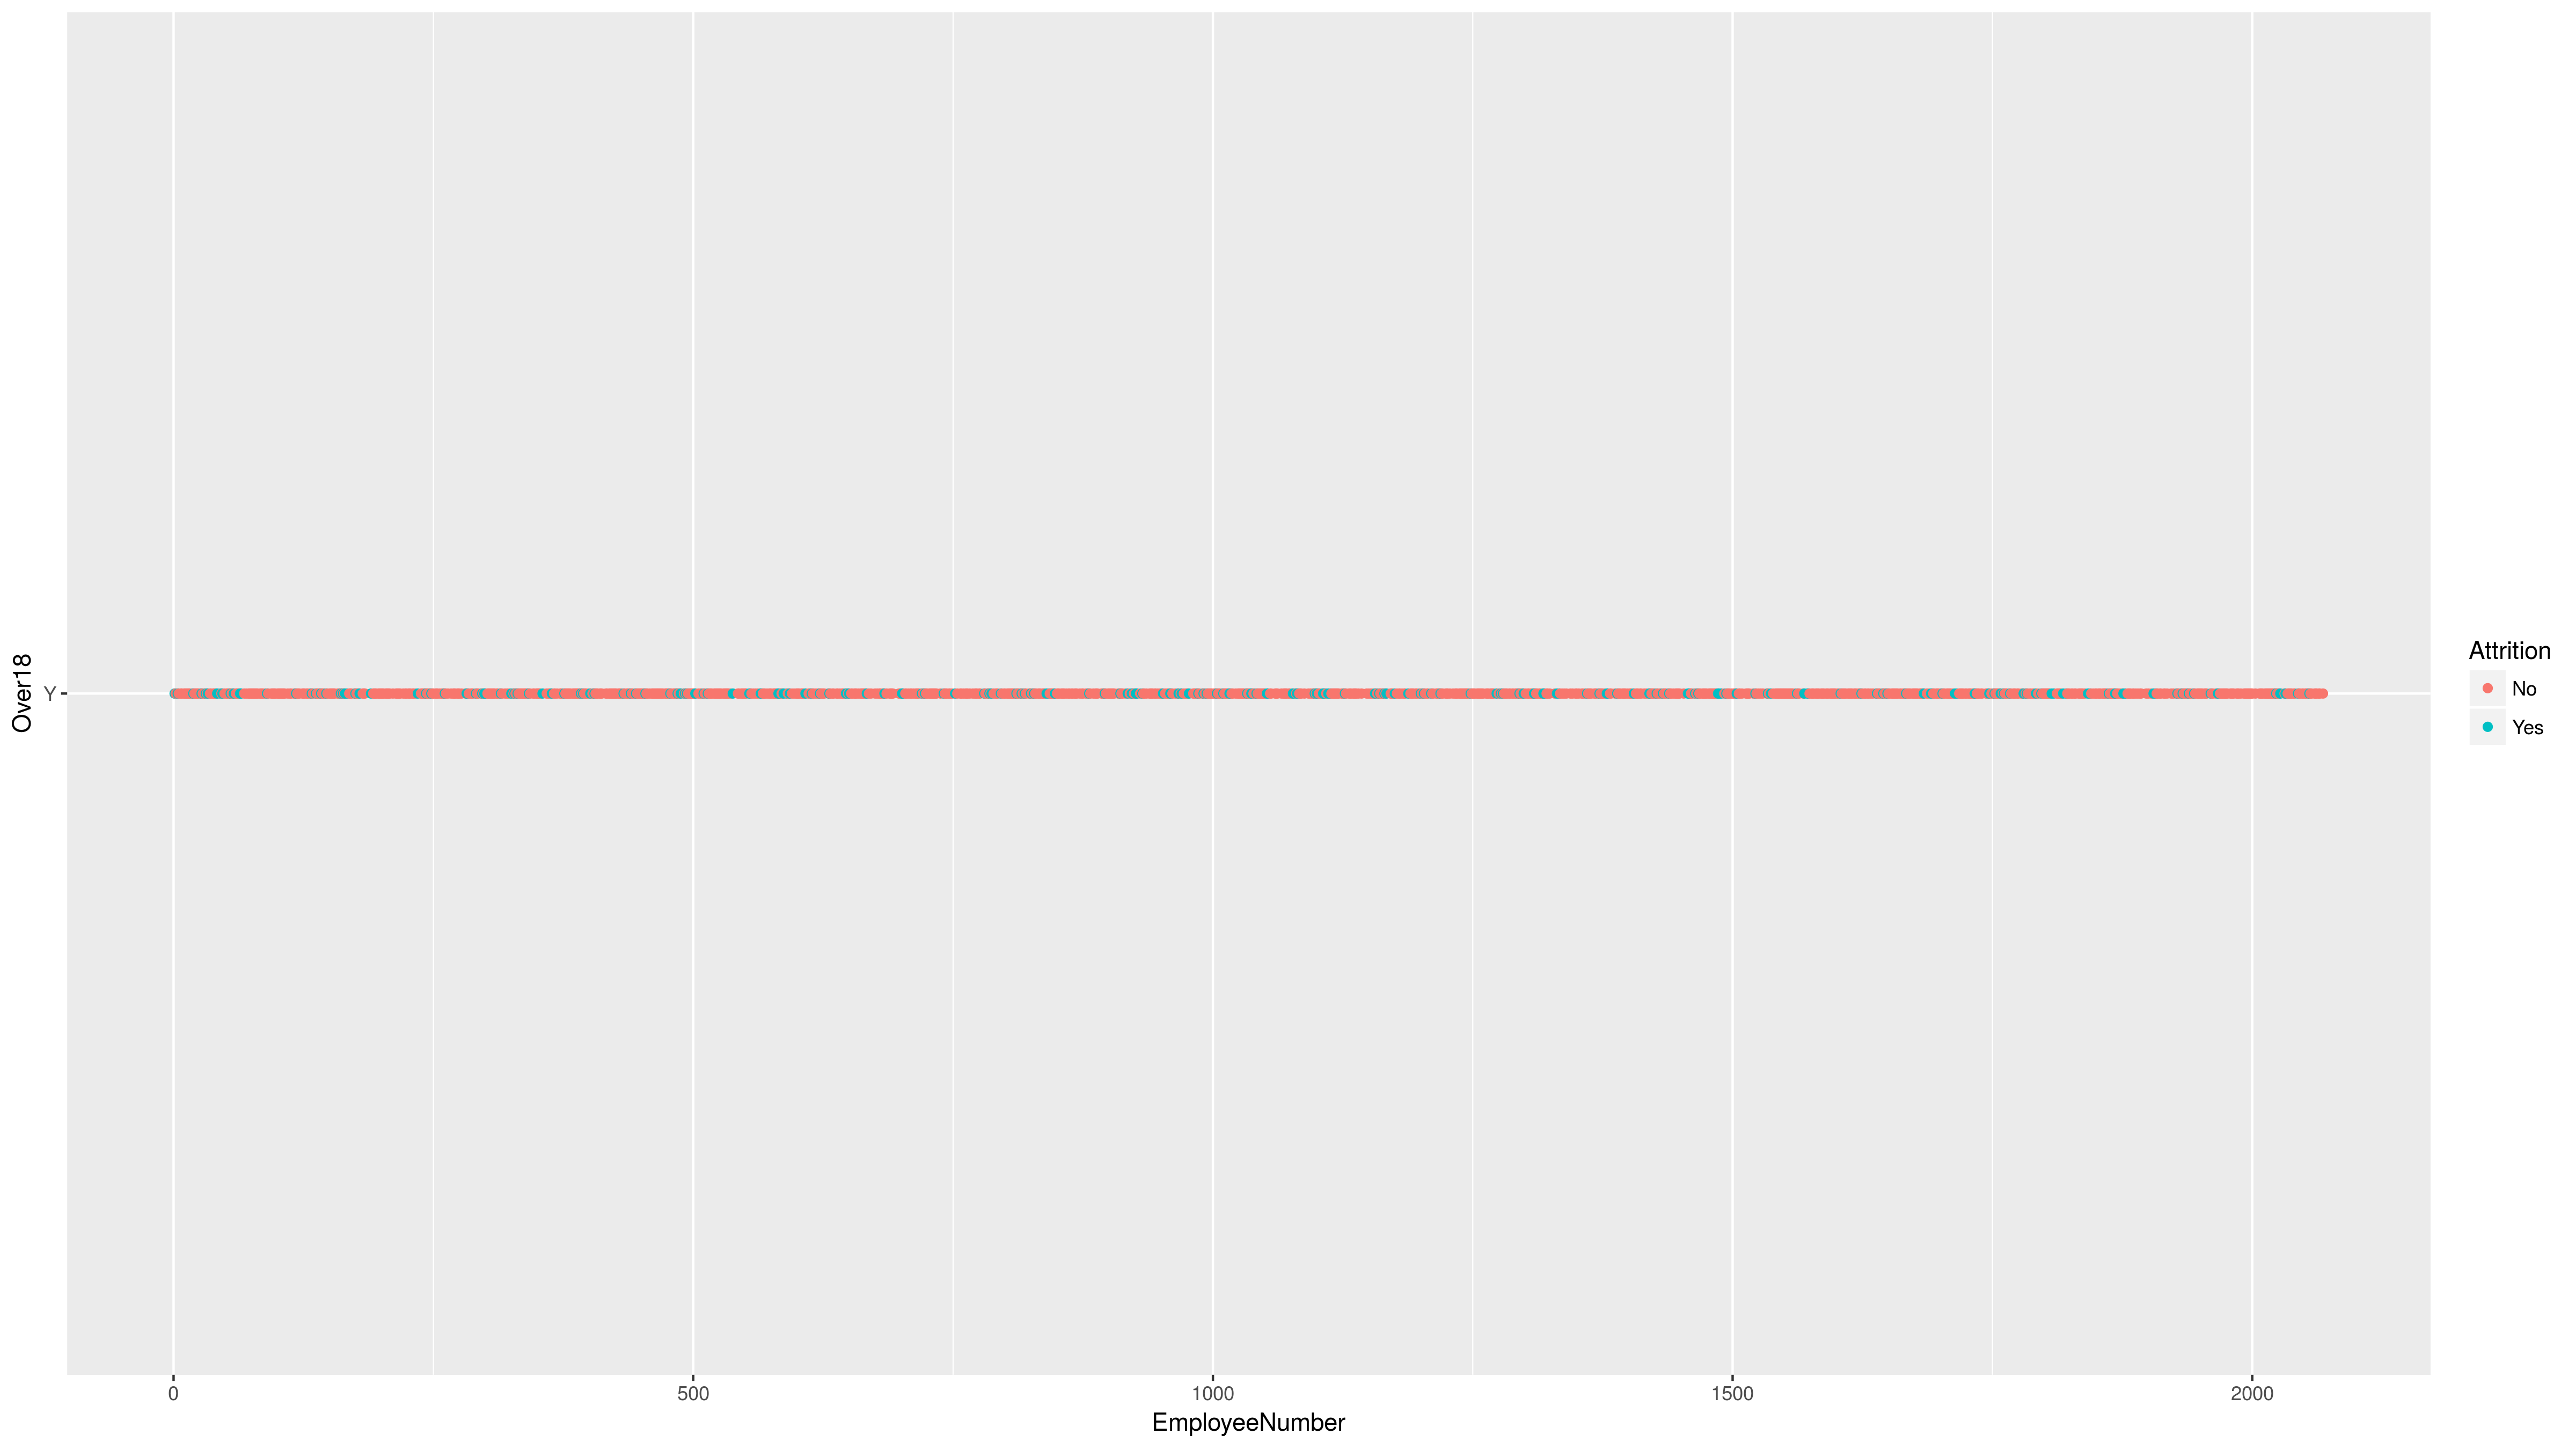 Over18
Y
0
500
1000
1500
2000
EmployeeNumber
Attrition
No
Yes